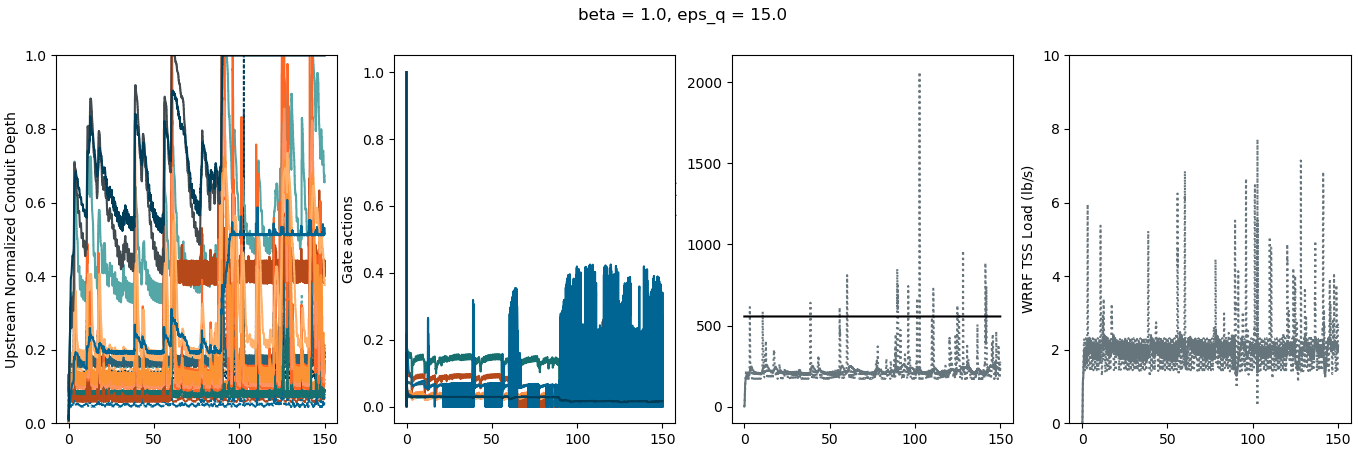 beta = 1.0, eps_q = 15.0
Upstream Normalized Conduit Depth
1.0
0.8
0.6
0.4
0.2
0.0
0 50 100 150
Gate actions
1.0
0.8
0.6
0.4
0.2
0.0
0 50 100 150
2000
1500
1000
500
0
0 50 100 150
WRRF TSS Load (lb/s)
10
8
6
4
2
0
0 50 100 150